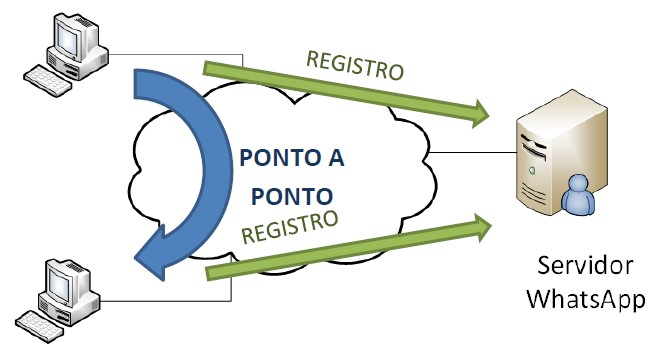 REGISTRO
PONTO A
PONTO
REGISTRO
Servidor
WhatsApp